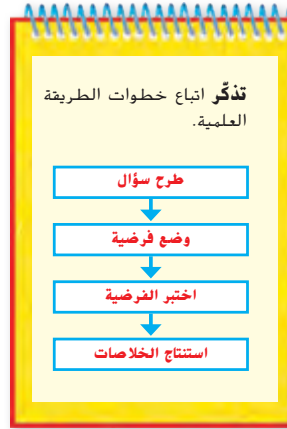 تذكّر اتباع خطوات الطريقة
العلمية.
طرح سؤال
وضع فرضية
اختبر الفرضية
استنتاج الخلاصات